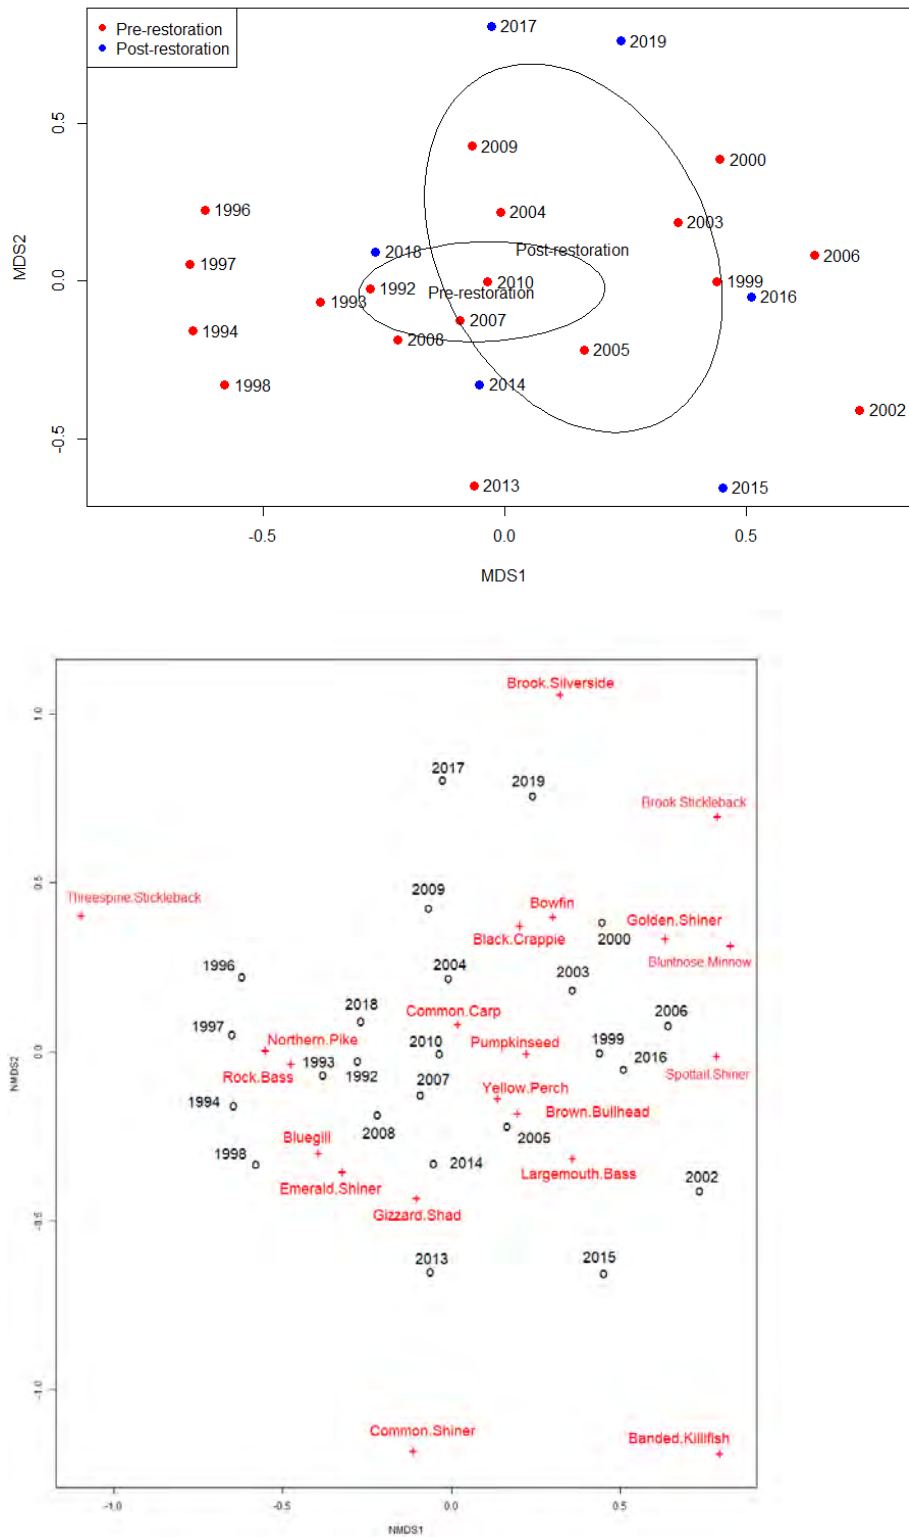 Pre-restoration
Post-restoration
2017
2019
0.5
2009
2000
2004
1996
2003
Post-restoration
2018
2006
1997
MDS2
0.0
2010
1999
1992
Pre-restoration
2016
1993
2007
1994
2008
2005
1998
2014
2002
-0.5
2013
2015
-0.5
0.0
0.5
MDS1
Brook.Silverside
1.0
2017
2019
Brook Stickleback
0.5
Threespine.Stickleback
2009
Bowfin
Golden.Shiner
Black.Crappie
2000
Bluntnose.Minnow
1996
2004
2003
2018
Common.Carp
2006
1997
Northern.Pike
2010
Pumpkinseed
1999
0.0
2016
1993
NMDS2
Rock.Bass
1992
2007
Spottail.Shiner
Yellow.Perch
1994
Brown.Bullhead
2008
2005
Bluegill
1998
2014
Largemouth.Bass
2002
Emerald.Shiner
Gizzard.Shad
-0.5
2013
2015
-1.0
Common.Shiner
Banded.Killifish
-1.0
-0.5
0.0
0.5
NMDS1